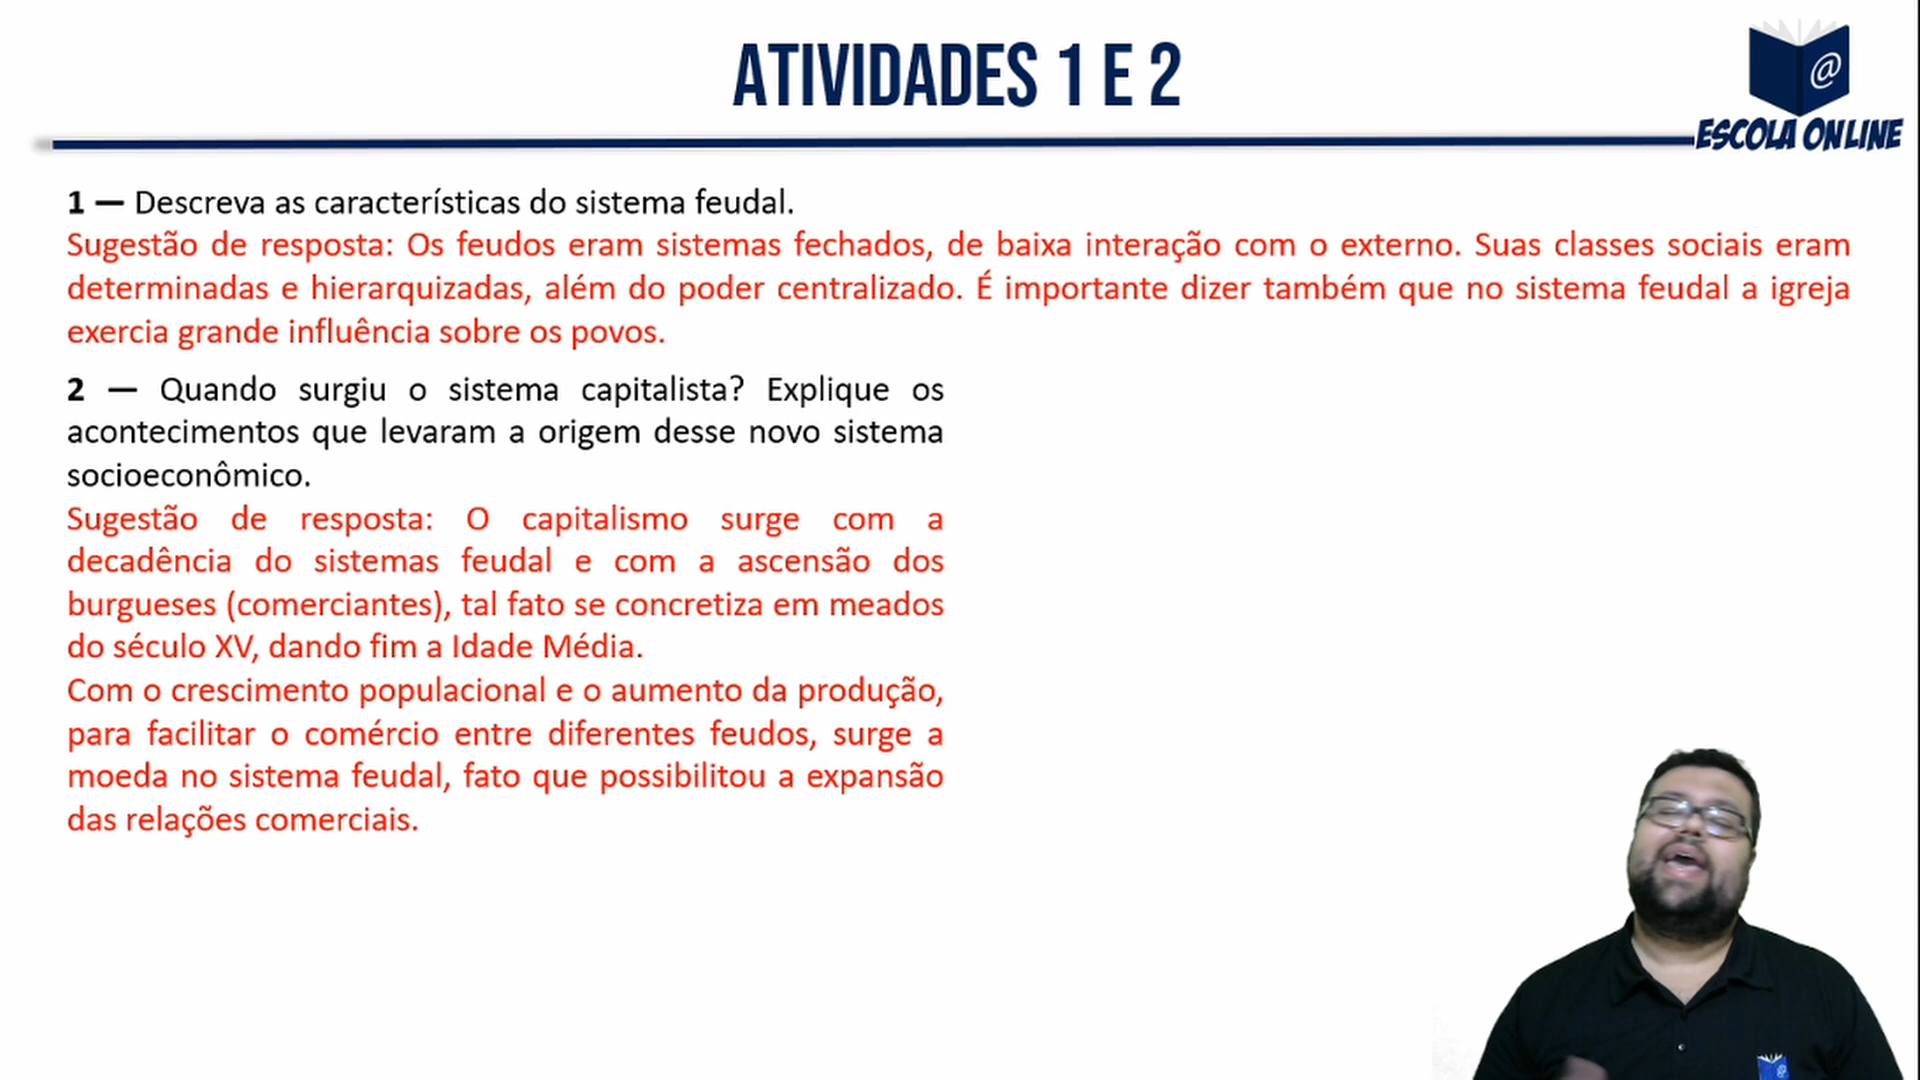 ATIVIDADES 1 E 2
@
ESCOLA ONLINE
1 — Descreva as características do sistema feudal.
Sugestão de resposta: Os feudos eram sistemas fechados, de baixa interação com o externo. Suas classes sociais eram
determinadas e hierarquizadas, além do poder centralizado. É importante dizer também que no sistema feudal a igreja
exercia grande influência sobre os povos.
2 — Quando surgiu o sistema capitalista? Explique os
acontecimentos que levaram a origem desse novo sistema
socioeconômico.
Sugestão de resposta: O capitalismo surge com a
decadência do sistemas feudal e com a ascensão dos
burgueses (comerciantes), tal fato se concretiza em meados
do século XV, dando fim a Idade Média.
Com o crescimento populacional e o aumento da produção,
para facilitar o comércio entre diferentes feudos, surge a
moeda no sistema feudal, fato que possibilitou a expansão
das relações comerciais.